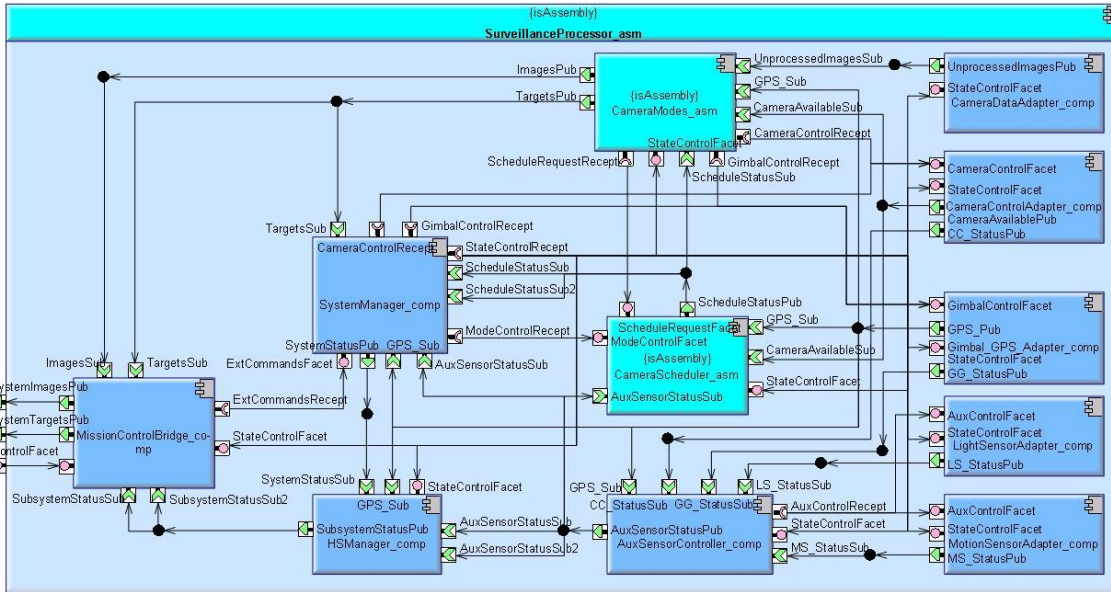 {isAssembly}
SurveillanceProcessor_asm
ImagesPub
TargetsPub
{isAssembly}
CameraModes_asm
StateControlFacet
UnprocessedImagesSub
GPS_Sub
CameraAvailableSub
CameraControlRecept
ScheduleRequestRecept
GimbalControlRecept
ScheduleStatusSub
UnprocessedImagesPub
StateControlFacet
CameraDataAdapter_comp
CameraControlFacet
StateControlFacet
CameraControlAdapter_comp
CameraAvailablePub
CC_StatusPub
TargetsSub
GimbalControlRecept
CameraControlRecept
StateControlRecept
ScheduleStatusSub
SystemManager_comp
ScheduleStatusSub2
ModeControlRecept
SystemStatusPub
GPS_Sub
ExtCommandsFacet
AuxSensorStatusSub
ScheduleStatusPub
ScheduleRequestFacet
ModeControlFacet
{isAssembly}
CameraScheduler_asm
AuxSensorStatusSub
GPS_Sub
CameraAvailableSub
StateControlFacet
GimbalControlFacet
GPS_Pub
Gimbal_GPS_Adapter_comp
StateControlFacet
GG_StatusPub
ImagesSub
TargetsSub
ystemImagesPub
ystemTargetsPub
ontrolFacet
MissionControlBridge_co-
mp
ExtCommandsRecept
StateControlFacet
SubsystemStatusSub
SubsystemStatusSub2
AuxControlFacet
StateControlFacet
LightSensorAdapter_comp
LS_StatusPub
SystemStatusSub
StateControlFacet
GPS_Sub
SubsystemStatusPub
HSManager_comp
AuxSensorStatusSub
AuxSensorStatusSub2
GPS_Sub
LS_StatusSub
CC_StatusSub
GG_StatusSub
AuxSensorStatusPub
AuxSensorController_comp
AuxControlRecept
StateControlFacet
MS_StatusSub
AuxControlFacet
StateControlFacet
MotionSensorAdapter_comp
MS_StatusPub